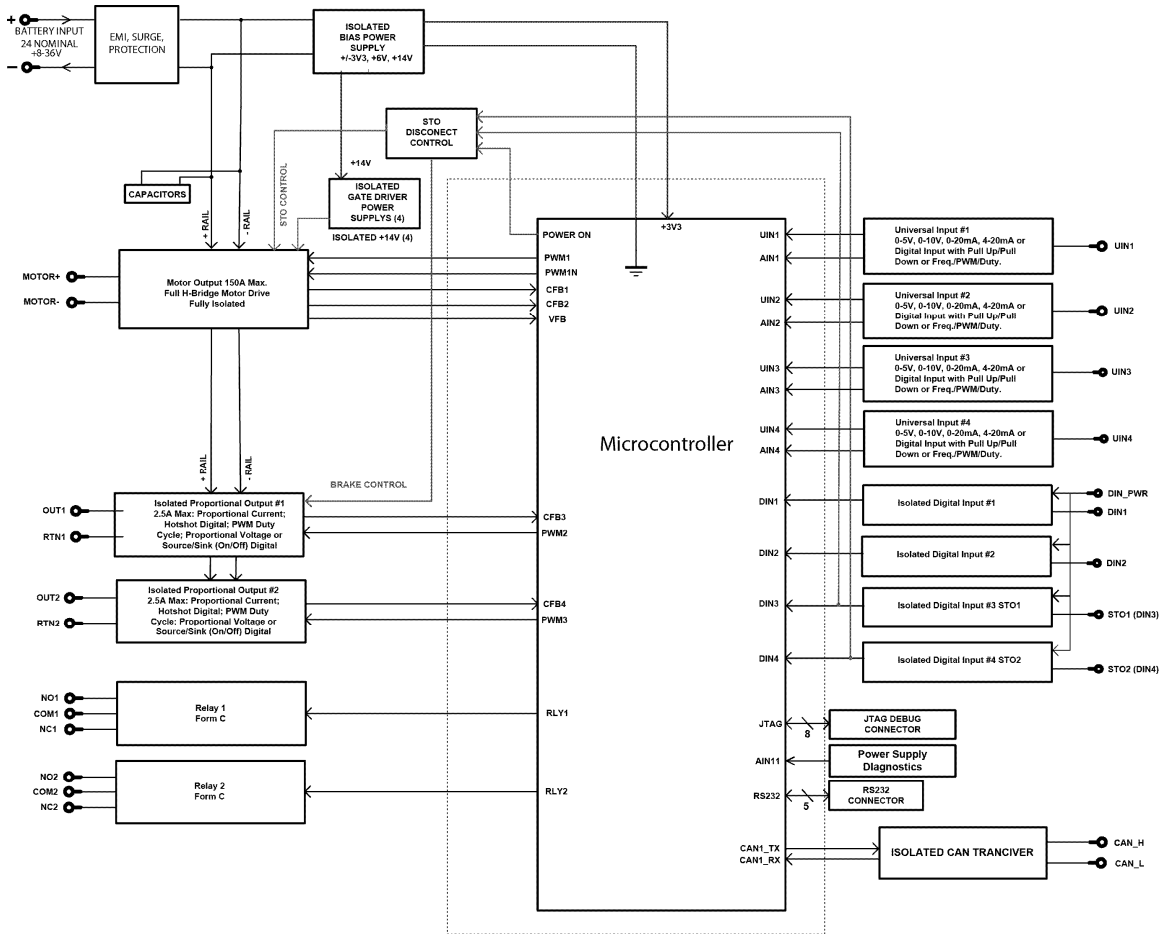 +
BATTERY INPUT
24 NOMINAL
+8-36V
−
EMI, SURGE,
PROTECTION
ISOLATED
BIAS POWER
SUPPLY
+/-3V3, +6V, +14V
STO
DISCONECT
CONTROL
+14V
ISOLATED
GATE DRIVER
POWER
SUPPLYS (4)
ISOLATED +14V (4)
CAPACITORS
+ RAIL
- RAIL
STO CONTROL
MOTOR+
MOTOR-
Motor Output 150A Max.
Full H-Bridge Motor Drive
Fully Isolated
+ RAIL
- RAIL
BRAKE CONTROL
OUT1
RTN1
Isolated Proportional Output #1
2.5A Max: Proportional Current;
Hotshot Digital; PWM Duty
Cycle; Proportional Voltage or
Source/Sink (On/Off) Digital
OUT2
RTN2
Isolated Proportional Output #2
2.5A Max: Proportional Current;
Hotshot Digital; PWM Duty
Cycle: Proportional Voltage or
Source/Sink (On/Off) Digital
NO1
COM1
NC1
Relay 1
Form C
NO2
COM2
NC2
Relay 2
Form C
+3V3
POWER ON
PWM1
PWM1N
CFB1
CFB2
VFB
CFB3
PWM2
CFB4
PWM3
RLY1
RLY2
Microcontroller
UIN1
AIN1
UIN2
AIN2
UIN3
AIN3
UIN4
AIN4
DIN1
DIN2
DIN3
DIN4
JTAG
8
AIN11
RS232
5
CAN1_TX
CAN1_RX
Universal Input #1
0-5V, 0-10V, 0-20mA, 4-20mA or
Digital Input with Pull Up/Pull
Down or Freq./PWM/Duty.
UIN1
Universal Input #2
0-5V, 0-10V, 0-20mA, 4-20mA or
Digital Input with Pull Up/Pull
Down or Freq./PWM/Duty.
UIN2
Universal Input #3
0-5V, 0-10V, 0-20mA, 4-20mA or
Digital Input with Pull Up/Pull
Down or Freq./PWM/Duty.
UIN3
Universal Input #4
0-5V, 0-10V, 0-20mA, 4-20mA or
Digital Input with Pull Up/Pull
Down or Freq./PWM/Duty.
UIN4
Isolated Digital Input #1
DIN_PWR
DIN1
Isolated Digital Input #2
DIN2
Isolated Digital Input #3 STO1
STO1 (DIN3)
Isolated Digital Input #4 STO2
STO2 (DIN4)
JTAG DEBUG
CONNECTOR
Power Supply
Diagnostics
RS232
CONNECTOR
ISOLATED CAN TRANCIVER
CAN_H
CAN_L